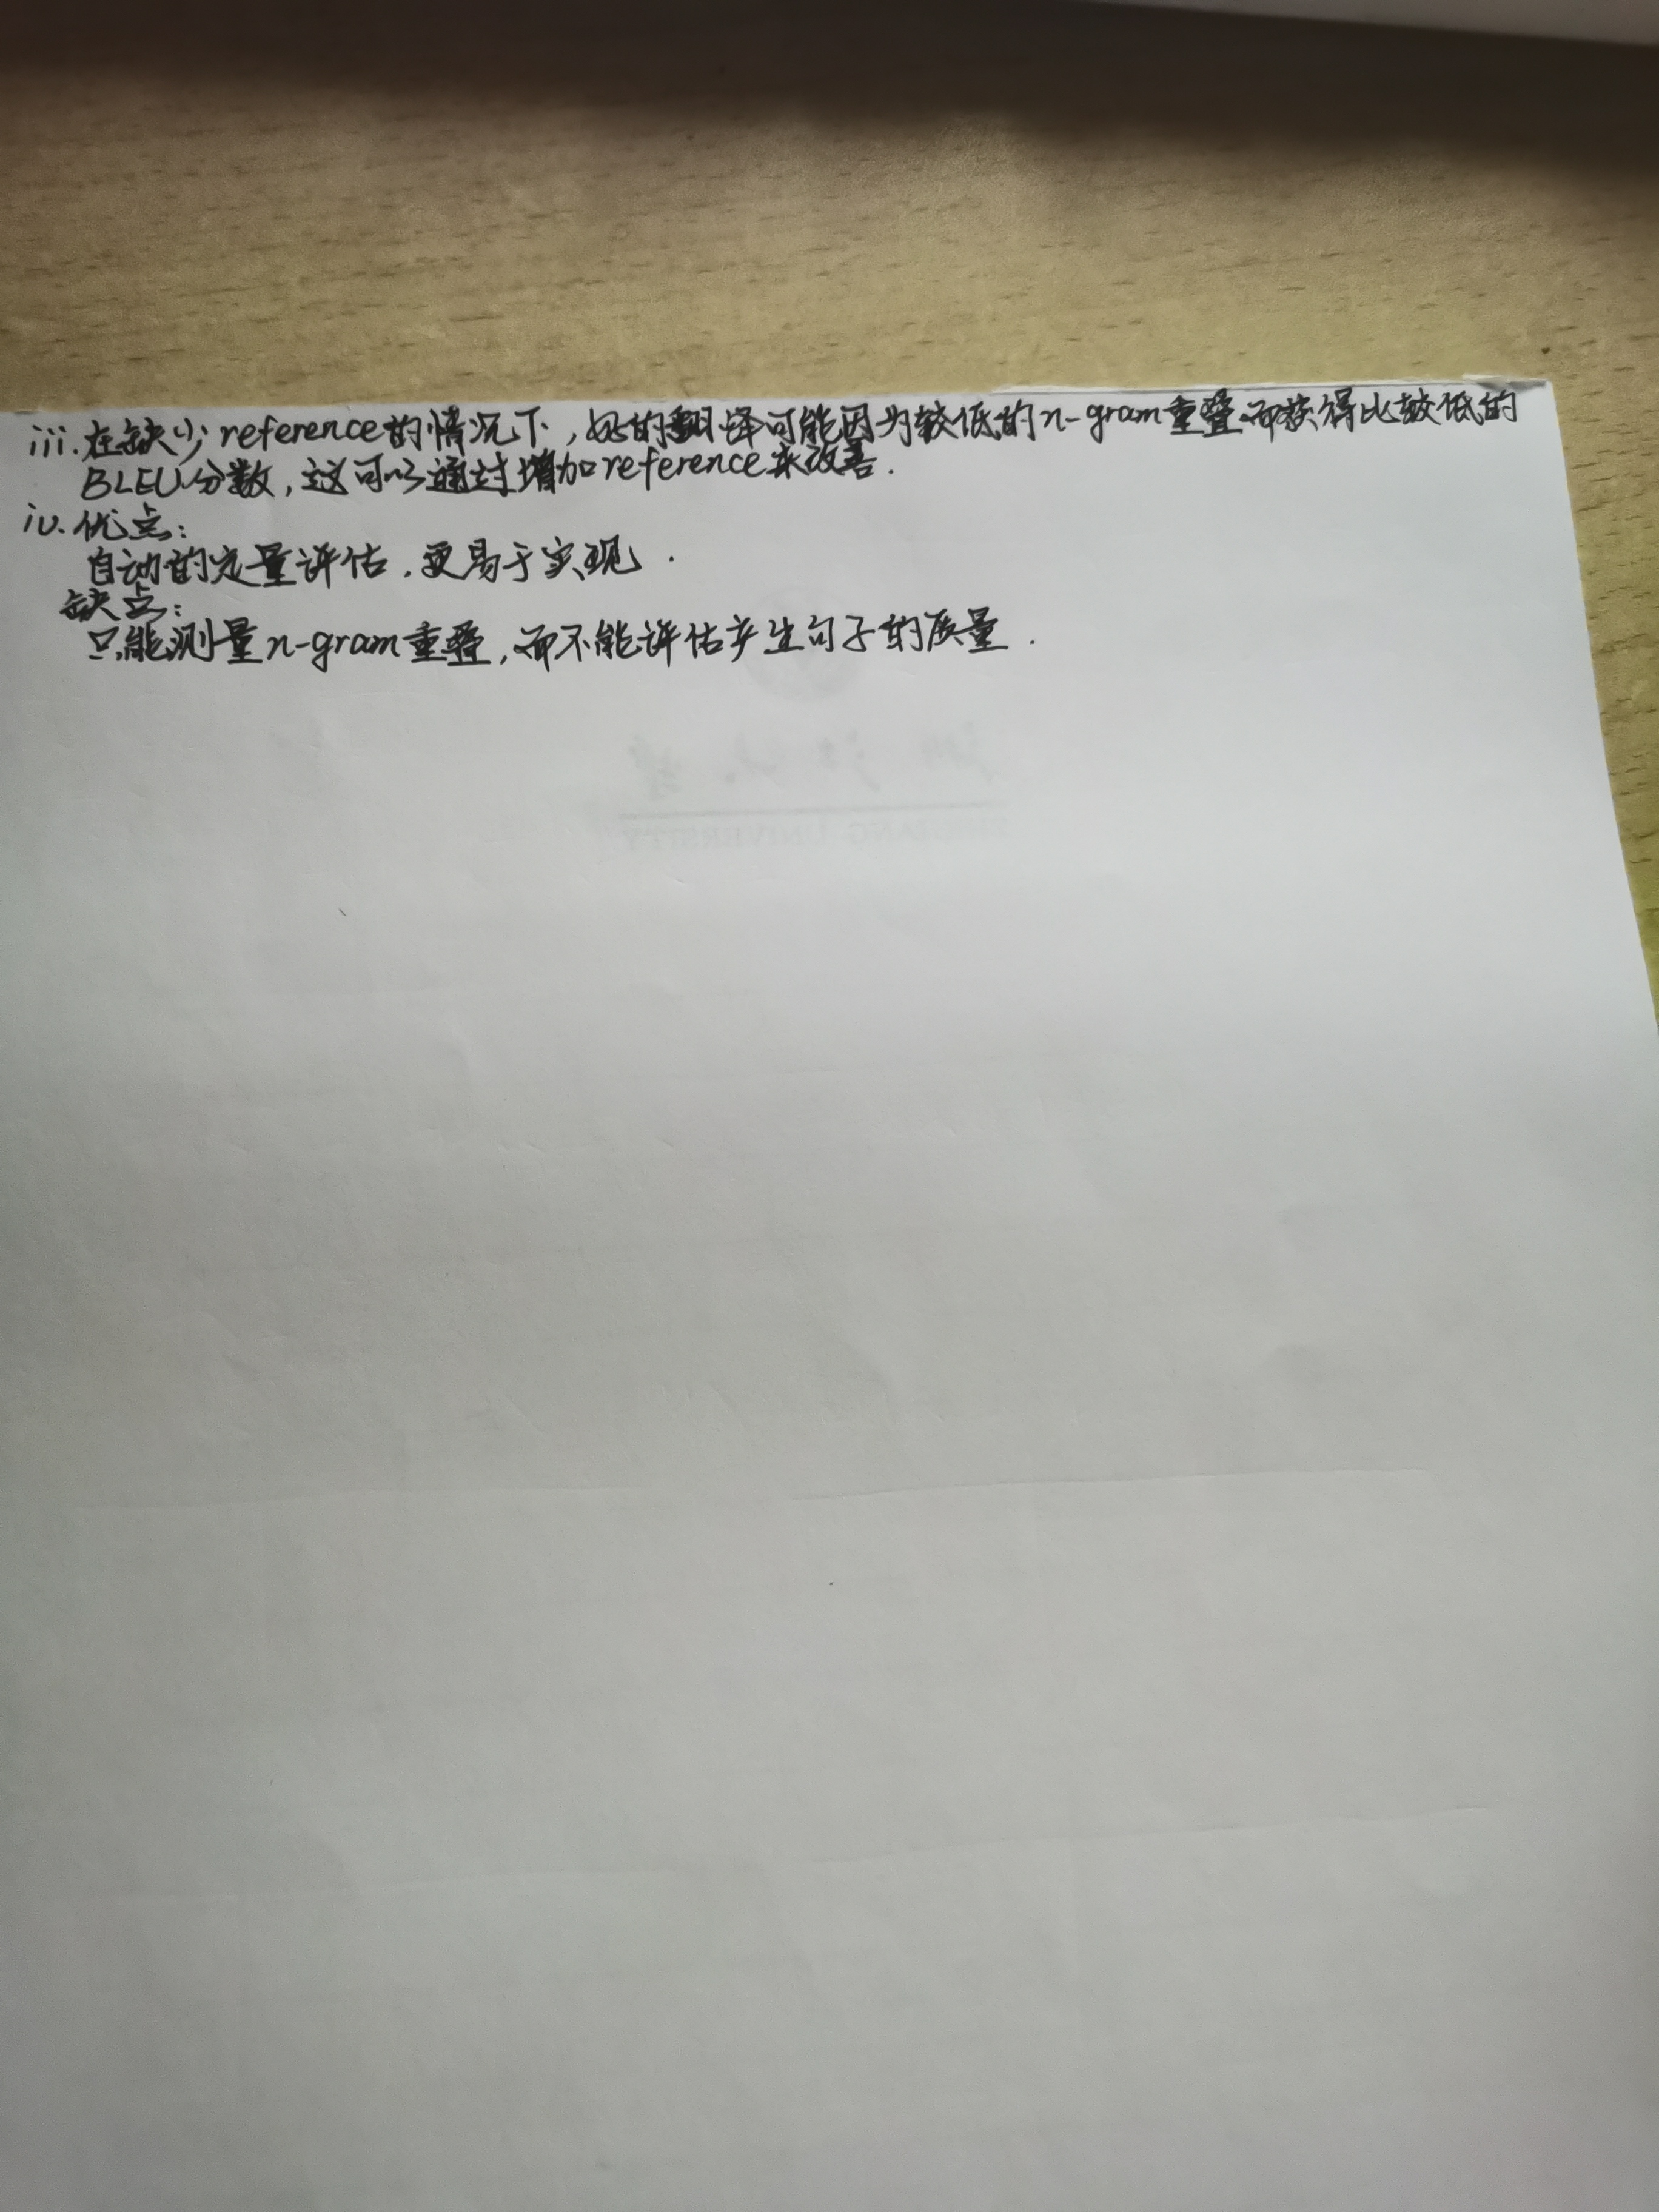 iii. 在缺少reference的情况下，好的翻译可能因为较低的n-gram重叠而获得比较低的
BLEU分数，这可以通过增加reference来改善.
iv. 优点：
自动的定量评估，更易于实现.
缺点：
只能测量n-gram重叠，而不能评估产生句子的质量.
ZHEJIANG UNIVERSITY